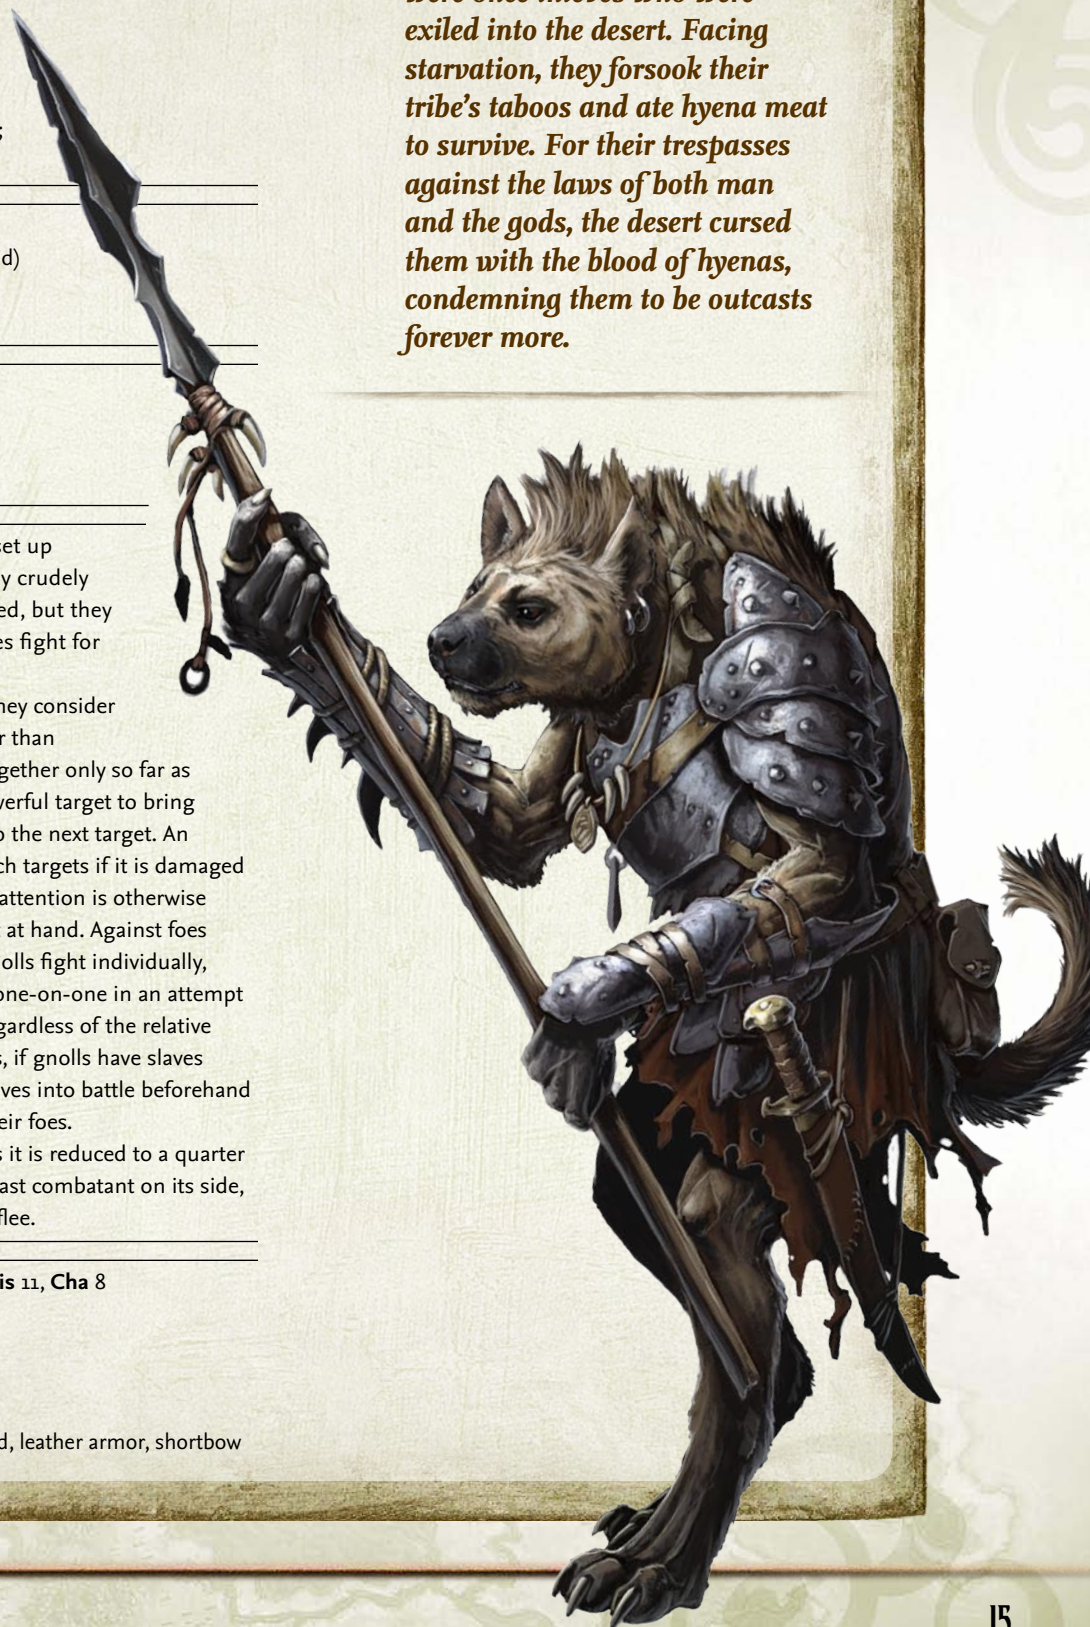 were once thieves who were
exiled into the desert. Facing
starvation, they forsook their
tribe’s taboos and ate hyena meat
to survive. For their trespasses
against the laws of both man
and the gods, the desert cursed
them with the blood of hyenas,
condemning them to be outcasts
forever more.
;
d)
set up
y crudely
ed, but they
es fight for
hey consider
r than
gether only so far as
verful target to bring
o the next target. An
ch targets if it is damaged
attention is otherwise
t at hand. Against foes
olls fight individually,
one-on-one in an attempt
gardless of the relative
s, if gnolls have slaves
ves into battle beforehand
eir foes.
s it is reduced to a quarter
ast combatant on its side,
flee.
is 11, Cha 8
d, leather armor, shortbow
15